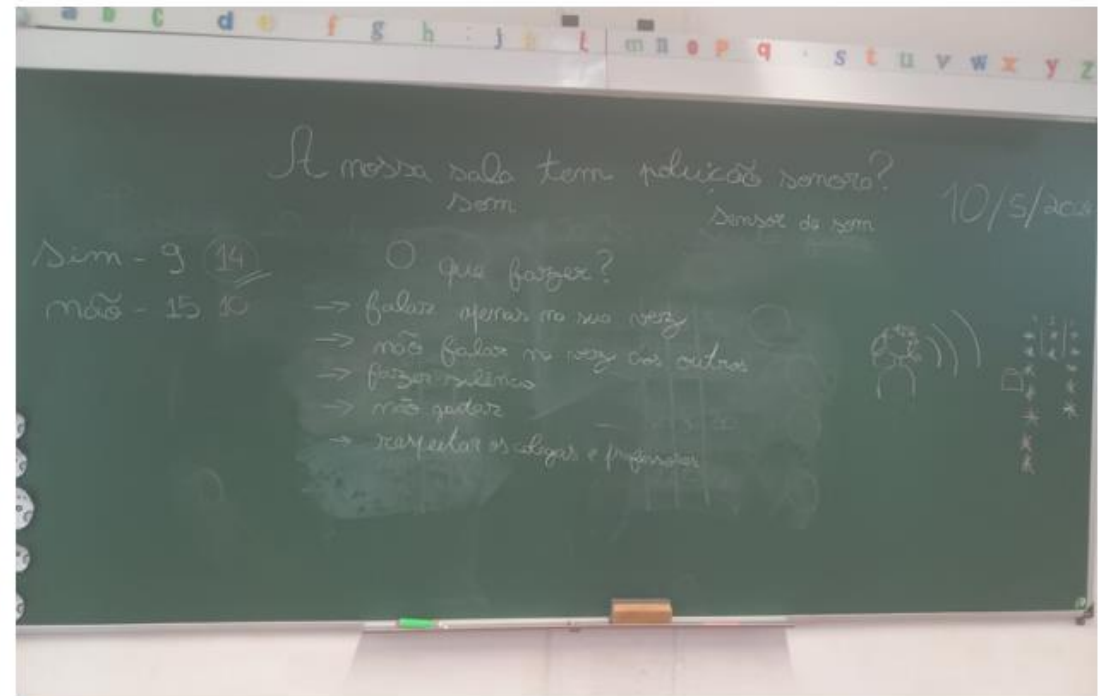 a b c d e f g h i j k l m n o p q r s t u v w x y z
A nossa sala tem poluição sonora?
som
Sensor de som
10/5/
Sim - 9 14
não - 15 10
O que fazer?
→ falar apenas na sua vez
→ não falar na vez dos outros
→ fazer silêncio
→ não gritar
→ respeitar os colegas e professores